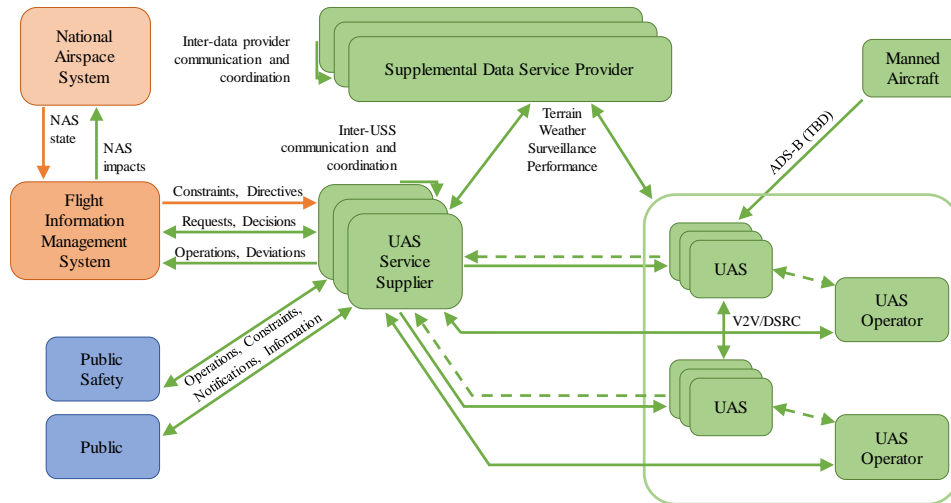 National
Airspace
System
Inter-data provider
communication and
coordination
Supplemental Data Service Provider
Manned
Aircraft
NAS
state
NAS
impacts
Inter-USS
communication and
coordination
Terrain
Weather
Surveillance
Performance
ADS-B (TBD)
Flight
Information
Management
System
Constraints, Directives
Requests, Decisions
Operations, Deviations
UAS
Service
Supplier
UAS
UAS
Operator
V2V/DSRC
Operations, Constraints,
Notifications, Information
Public
Safety
Public
UAS
UAS
Operator